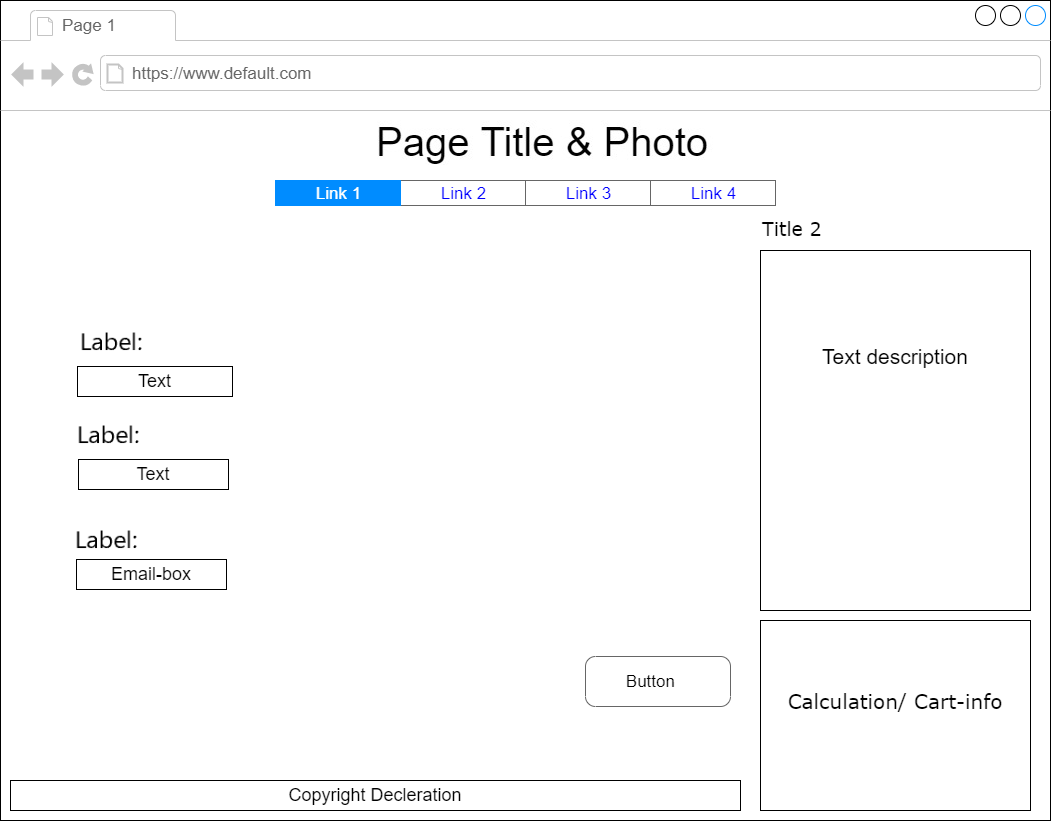 Page 1
https://www.default.com
Page Title & Photo
Link 1 Link 2 Link 3 Link 4
Title 2
Text description
Label:
Text
Label:
Text
Label:
Email-box
Button
Calculation/ Cart-info
Copyright Decleration